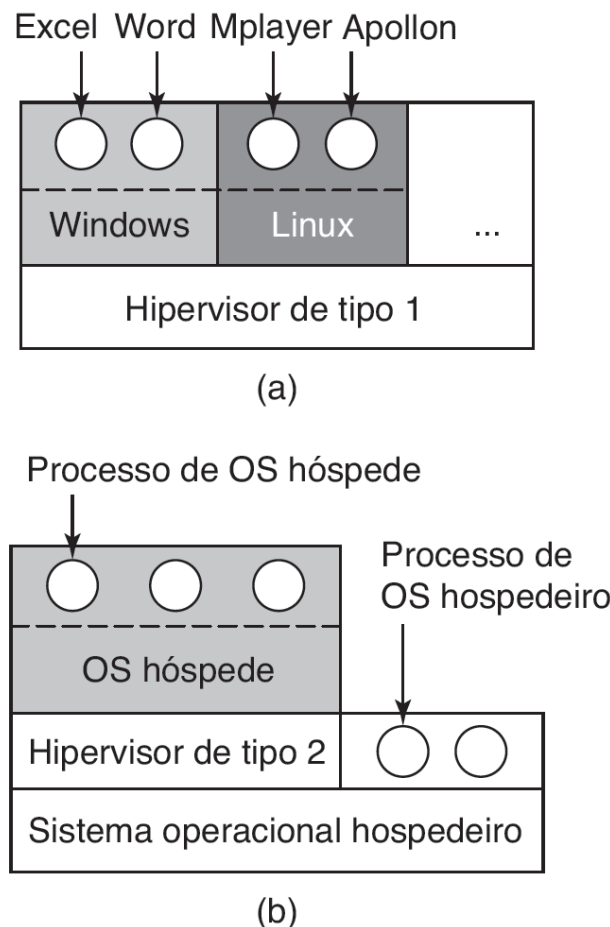 Excel Word Mplayer Apollon
Windows Linux ...
Hipervisor de tipo 1
(a)
Processo de OS hóspede
Processo de
OS hospedeiro
OS hóspede
Hipervisor de tipo 2
Sistema operacional hospedeiro
(b)